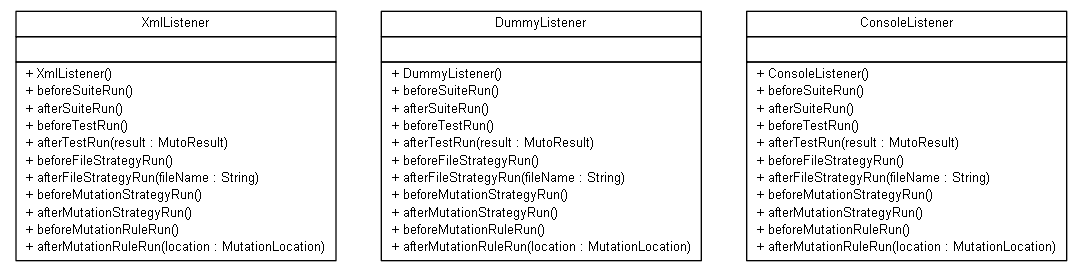 XmlListener
+ XmlListener()
+ beforeSuiteRun()
+ afterSuiteRun()
+ beforeTestRun()
+ afterTestRun(result : MutoResult)
+ beforeFileStrategyRun()
+ afterFileStrategyRun(fileName : String)
+ beforeMutationStrategyRun()
+ afterMutationStrategyRun()
+ beforeMutationRuleRun()
+ afterMutationRuleRun(location : MutationLocation)
DummyListener
+ DummyListener()
+ beforeSuiteRun()
+ afterSuiteRun()
+ beforeTestRun()
+ afterTestRun(result : MutoResult)
+ beforeFileStrategyRun()
+ afterFileStrategyRun(fileName : String)
+ beforeMutationStrategyRun()
+ afterMutationStrategyRun()
+ beforeMutationRuleRun()
+ afterMutationRuleRun(location : MutationLocation)
ConsoleListener
+ ConsoleListener()
+ beforeSuiteRun()
+ afterSuiteRun()
+ beforeTestRun()
+ afterTestRun(result : MutoResult)
+ beforeFileStrategyRun()
+ afterFileStrategyRun(fileName : String)
+ beforeMutationStrategyRun()
+ afterMutationStrategyRun()
+ beforeMutationRuleRun()
+ afterMutationRuleRun(location : MutationLocation)